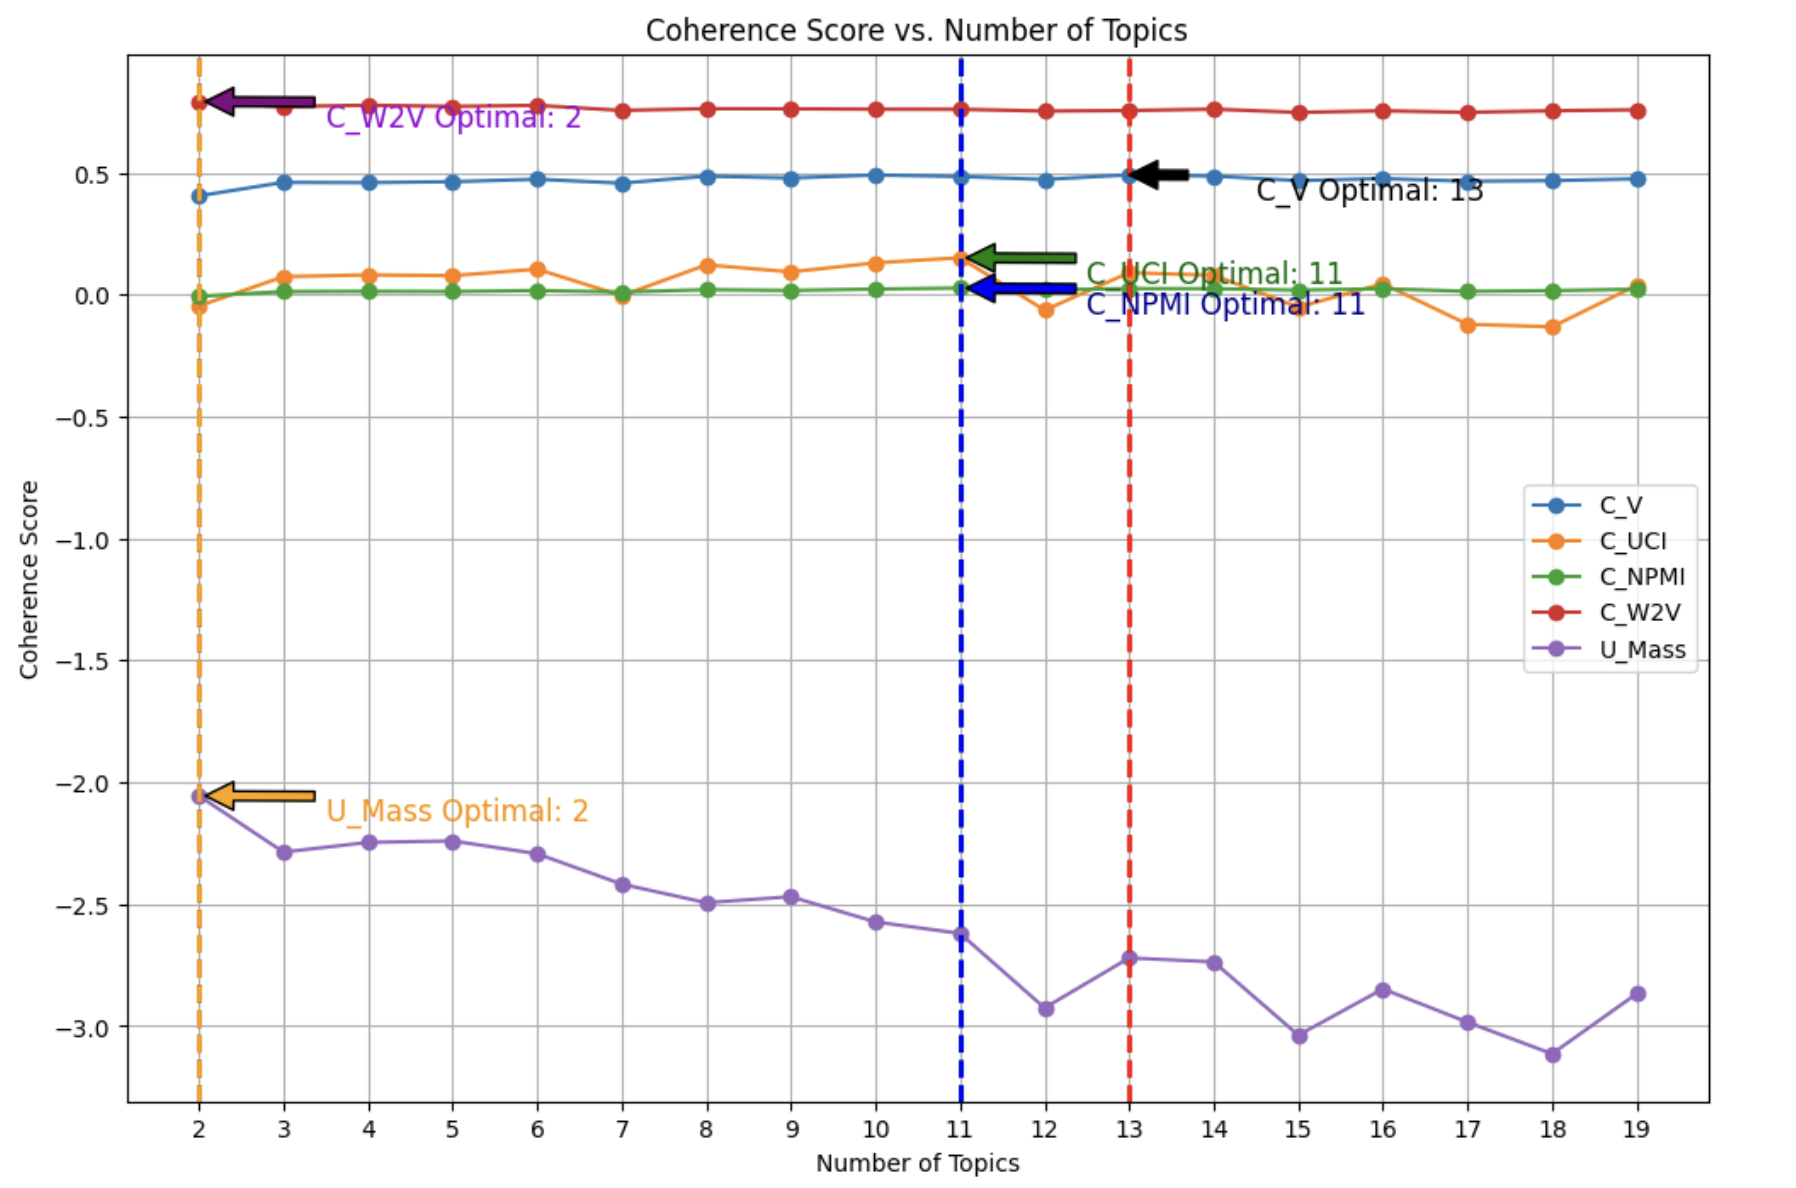 Coherence Score vs. Number of Topics
C_W2V Optimal: 2
C_V Optimal: 13
C_UCI Optimal: 11
C_NPMI Optimal: 11
U_Mass Optimal: 2
0.5
0.0
−0.5
−1.0
−1.5
−2.0
−2.5
−3.0
Coherence Score
C_V
C_UCI
C_NPMI
C_W2V
U_Mass
2 3 4 5 6 7 8 9 10 11 12 13 14 15 16 17 18 19
Number of Topics